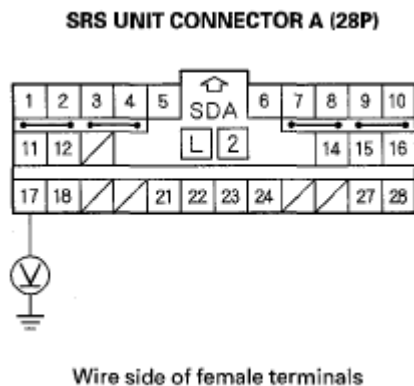 SRS UNIT CONNECTOR A (28P)
1 2 3 4 5 SDA 6 7 8 9 10
11 12 L 2 14 15 16
17 18 21 22 23 24 27 28
V
Wire side of female terminals